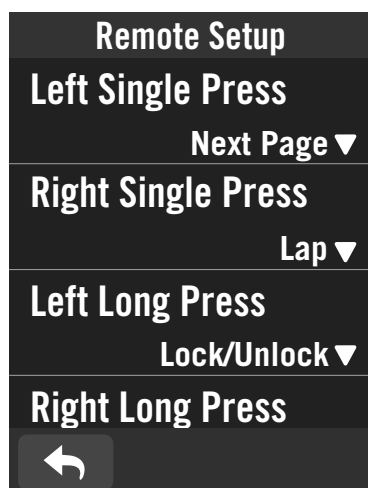 Remote Setup
Left Single Press
Next Page
Right Single Press
Lap
Left Long Press
Lock/Unlock
Right Long Press